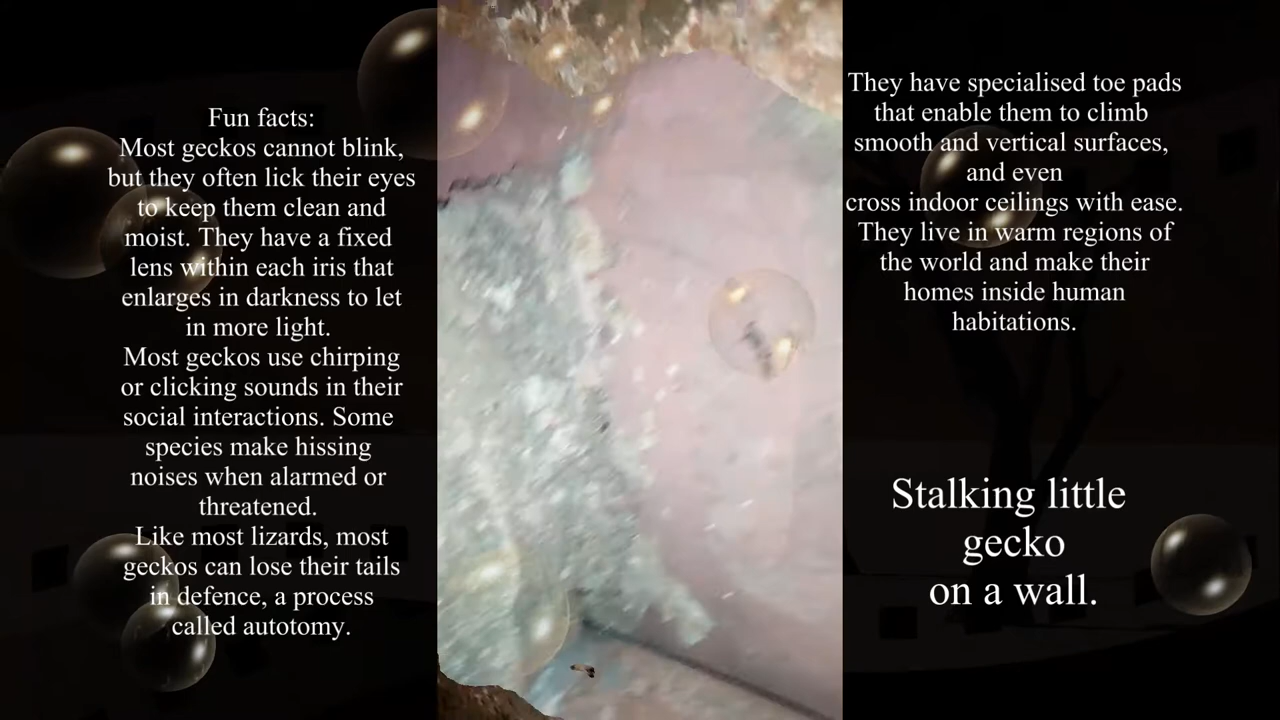 Fun facts:
Most geckos cannot blink,
but they often lick their eyes
to keep them clean and
moist. They have a fixed
lens within each iris that
enlarges in darkness to let
in more light.
Most geckos use chirping
or clicking sounds in their
social interactions. Some
species make hissing
noises when alarmed or
threatened.
Like most lizards, most
geckos can lose their tails
in defence, a process
called autotomy.
They have specialised toe pads
that enable them to climb
smooth and vertical surfaces,
and even
cross indoor ceilings with ease.
They live in warm regions of
the world and make their
homes inside human
habitations.
Stalking little
gecko
on a wall.